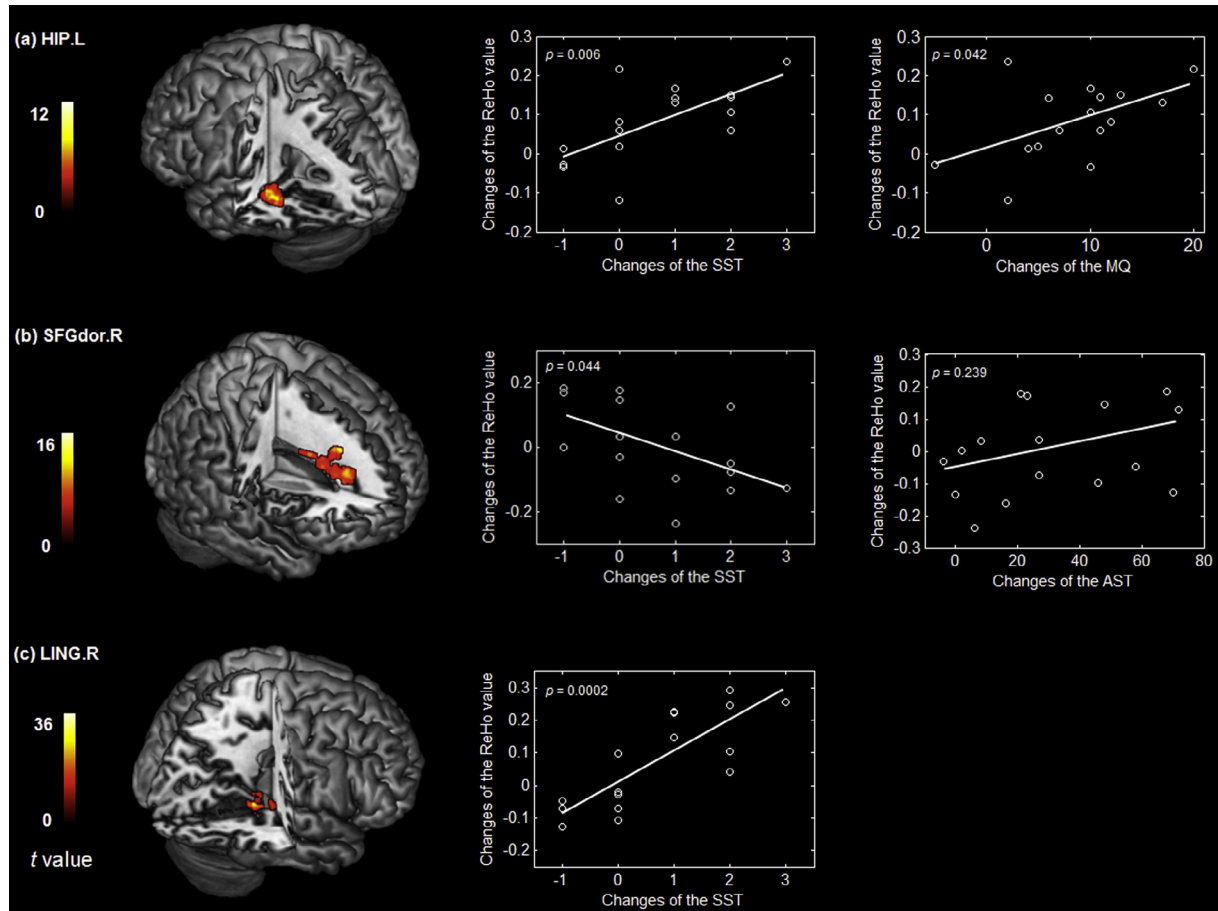 (a) HIP.L
12
0
p = 0.006
Changes of the ReHo value
0.3
0.2
0.1
0
-0.1
-0.2
-1 0 1 2 3
Changes of the SST
p = 0.042
Changes of the ReHo value
0.3
0.2
0.1
0
-0.1
-0.2
0 10 20
Changes of the MQ
(b) SFGdor.R
16
0
p = 0.044
Changes of the ReHo value
0.2
0
-0.2
-1 0 1 2 3
Changes of the SST
p = 0.239
Changes of the ReHo value
0.3
0.2
0.1
0
-0.1
-0.2
-0.3
0 20 40 60 80
Changes of the AST
(c) LING.R
36
0
t value
p = 0.0002
Changes of the ReHo value
0.3
0.2
0.1
0
-0.1
-0.2
-1 0 1 2 3
Changes of the SST